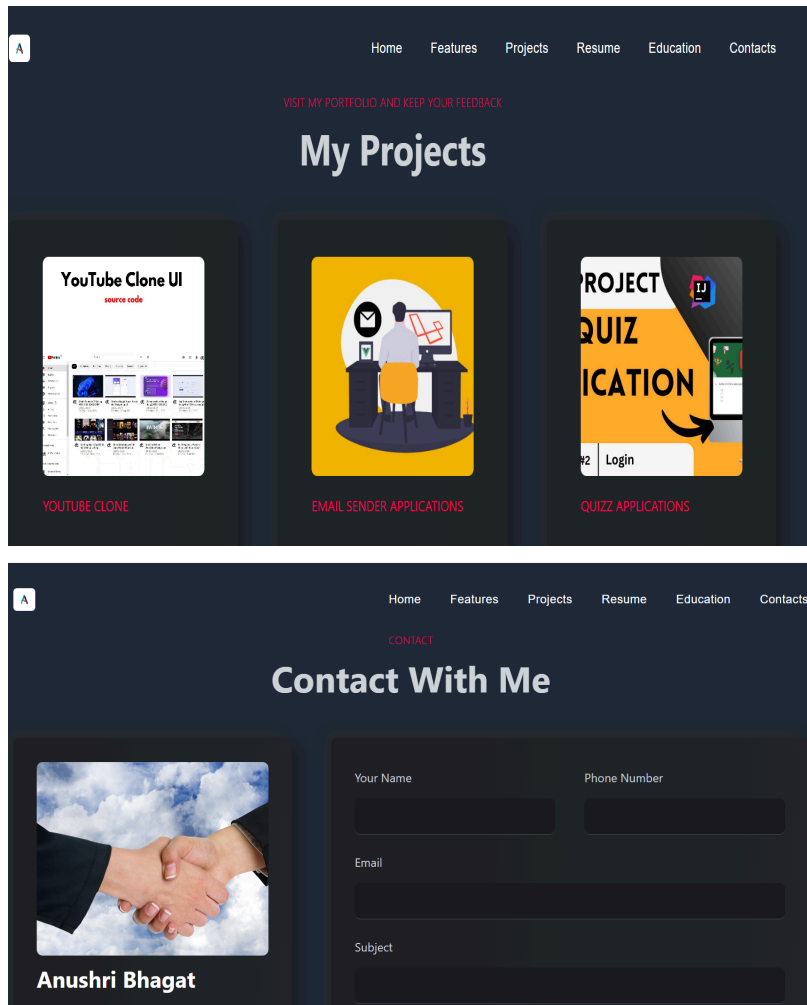 A
Home Features Projects Resume Education Contacts
VISIT MY PORTFOLIO AND KEEP YOUR FEEDBACK
My Projects
YouTube Clone UI
source code
PROJECT
IJ
QUIZ
ICATION
#2 Login
YOUTUBE CLONE
EMAIL SENDER APPLICATIONS
QUIZZ APPLICATIONS
A
Home Features Projects Resume Education Contacts
CONTACT
Contact With Me
Your Name Phone Number
Email
Subject
Anushri Bhagat